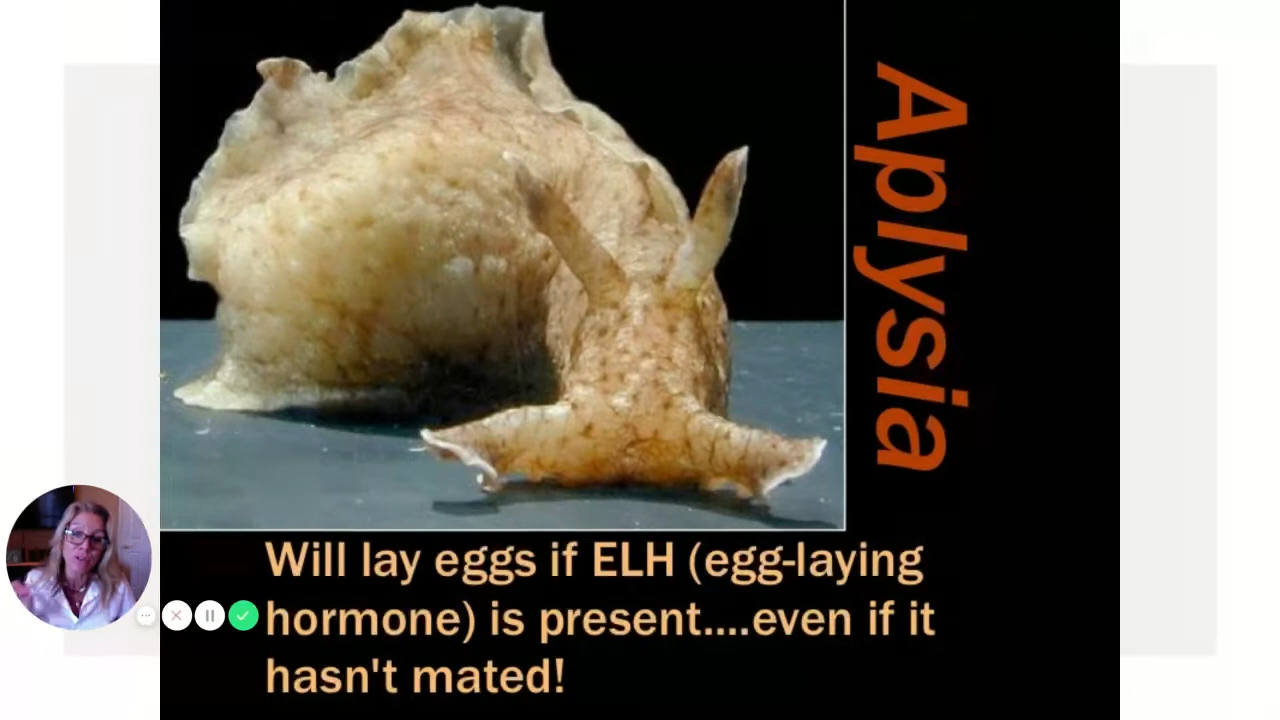 Aplysia
Will lay eggs if ELH (egg-laying
hormone) is present....even if it
hasn't mated!